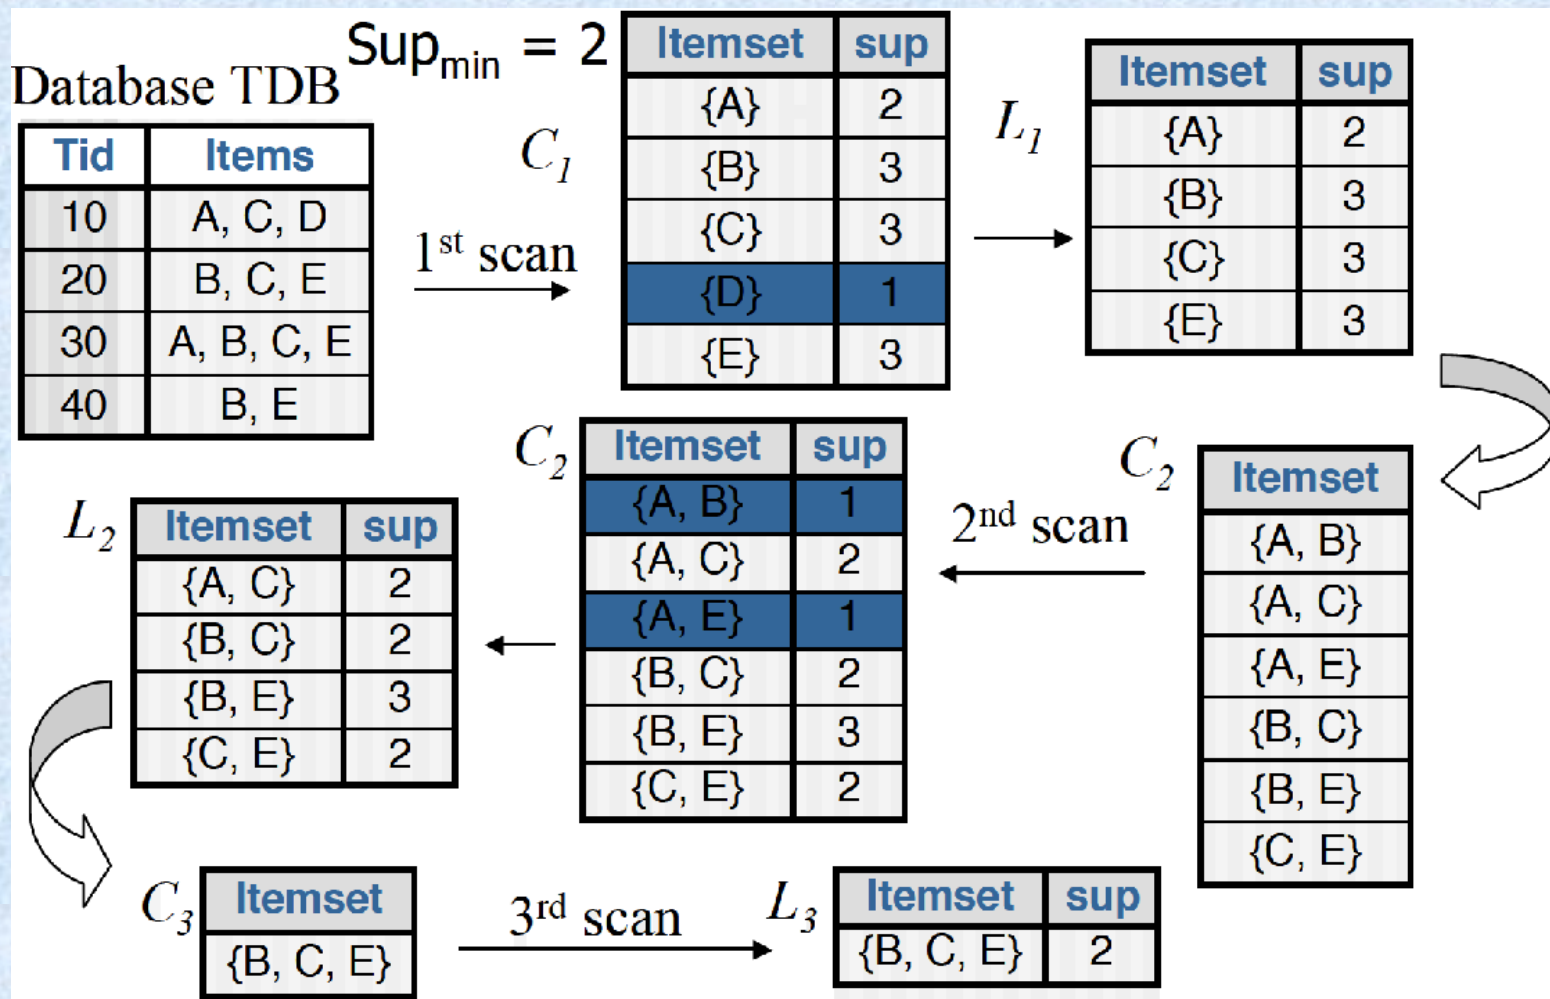 Sup_min = 2
Database TDB
Tid Items
10 A, C, D
20 B, C, E
30 A, B, C, E
40 B, E
1st scan
C1
Itemset sup
{A} 2
{B} 3
{C} 3
{D} 1
{E} 3
L1
Itemset sup
{A} 2
{B} 3
{C} 3
{E} 3
C2
Itemset
{A, B}
{A, C}
{A, E}
{B, C}
{B, E}
{C, E}
2nd scan
C2
Itemset sup
{A, B} 1
{A, C} 2
{A, E} 1
{B, C} 2
{B, E} 3
{C, E} 2
L2
Itemset sup
{A, C} 2
{B, C} 2
{B, E} 3
{C, E} 2
C3
Itemset
{B, C, E}
3rd scan
L3
Itemset sup
{B, C, E} 2